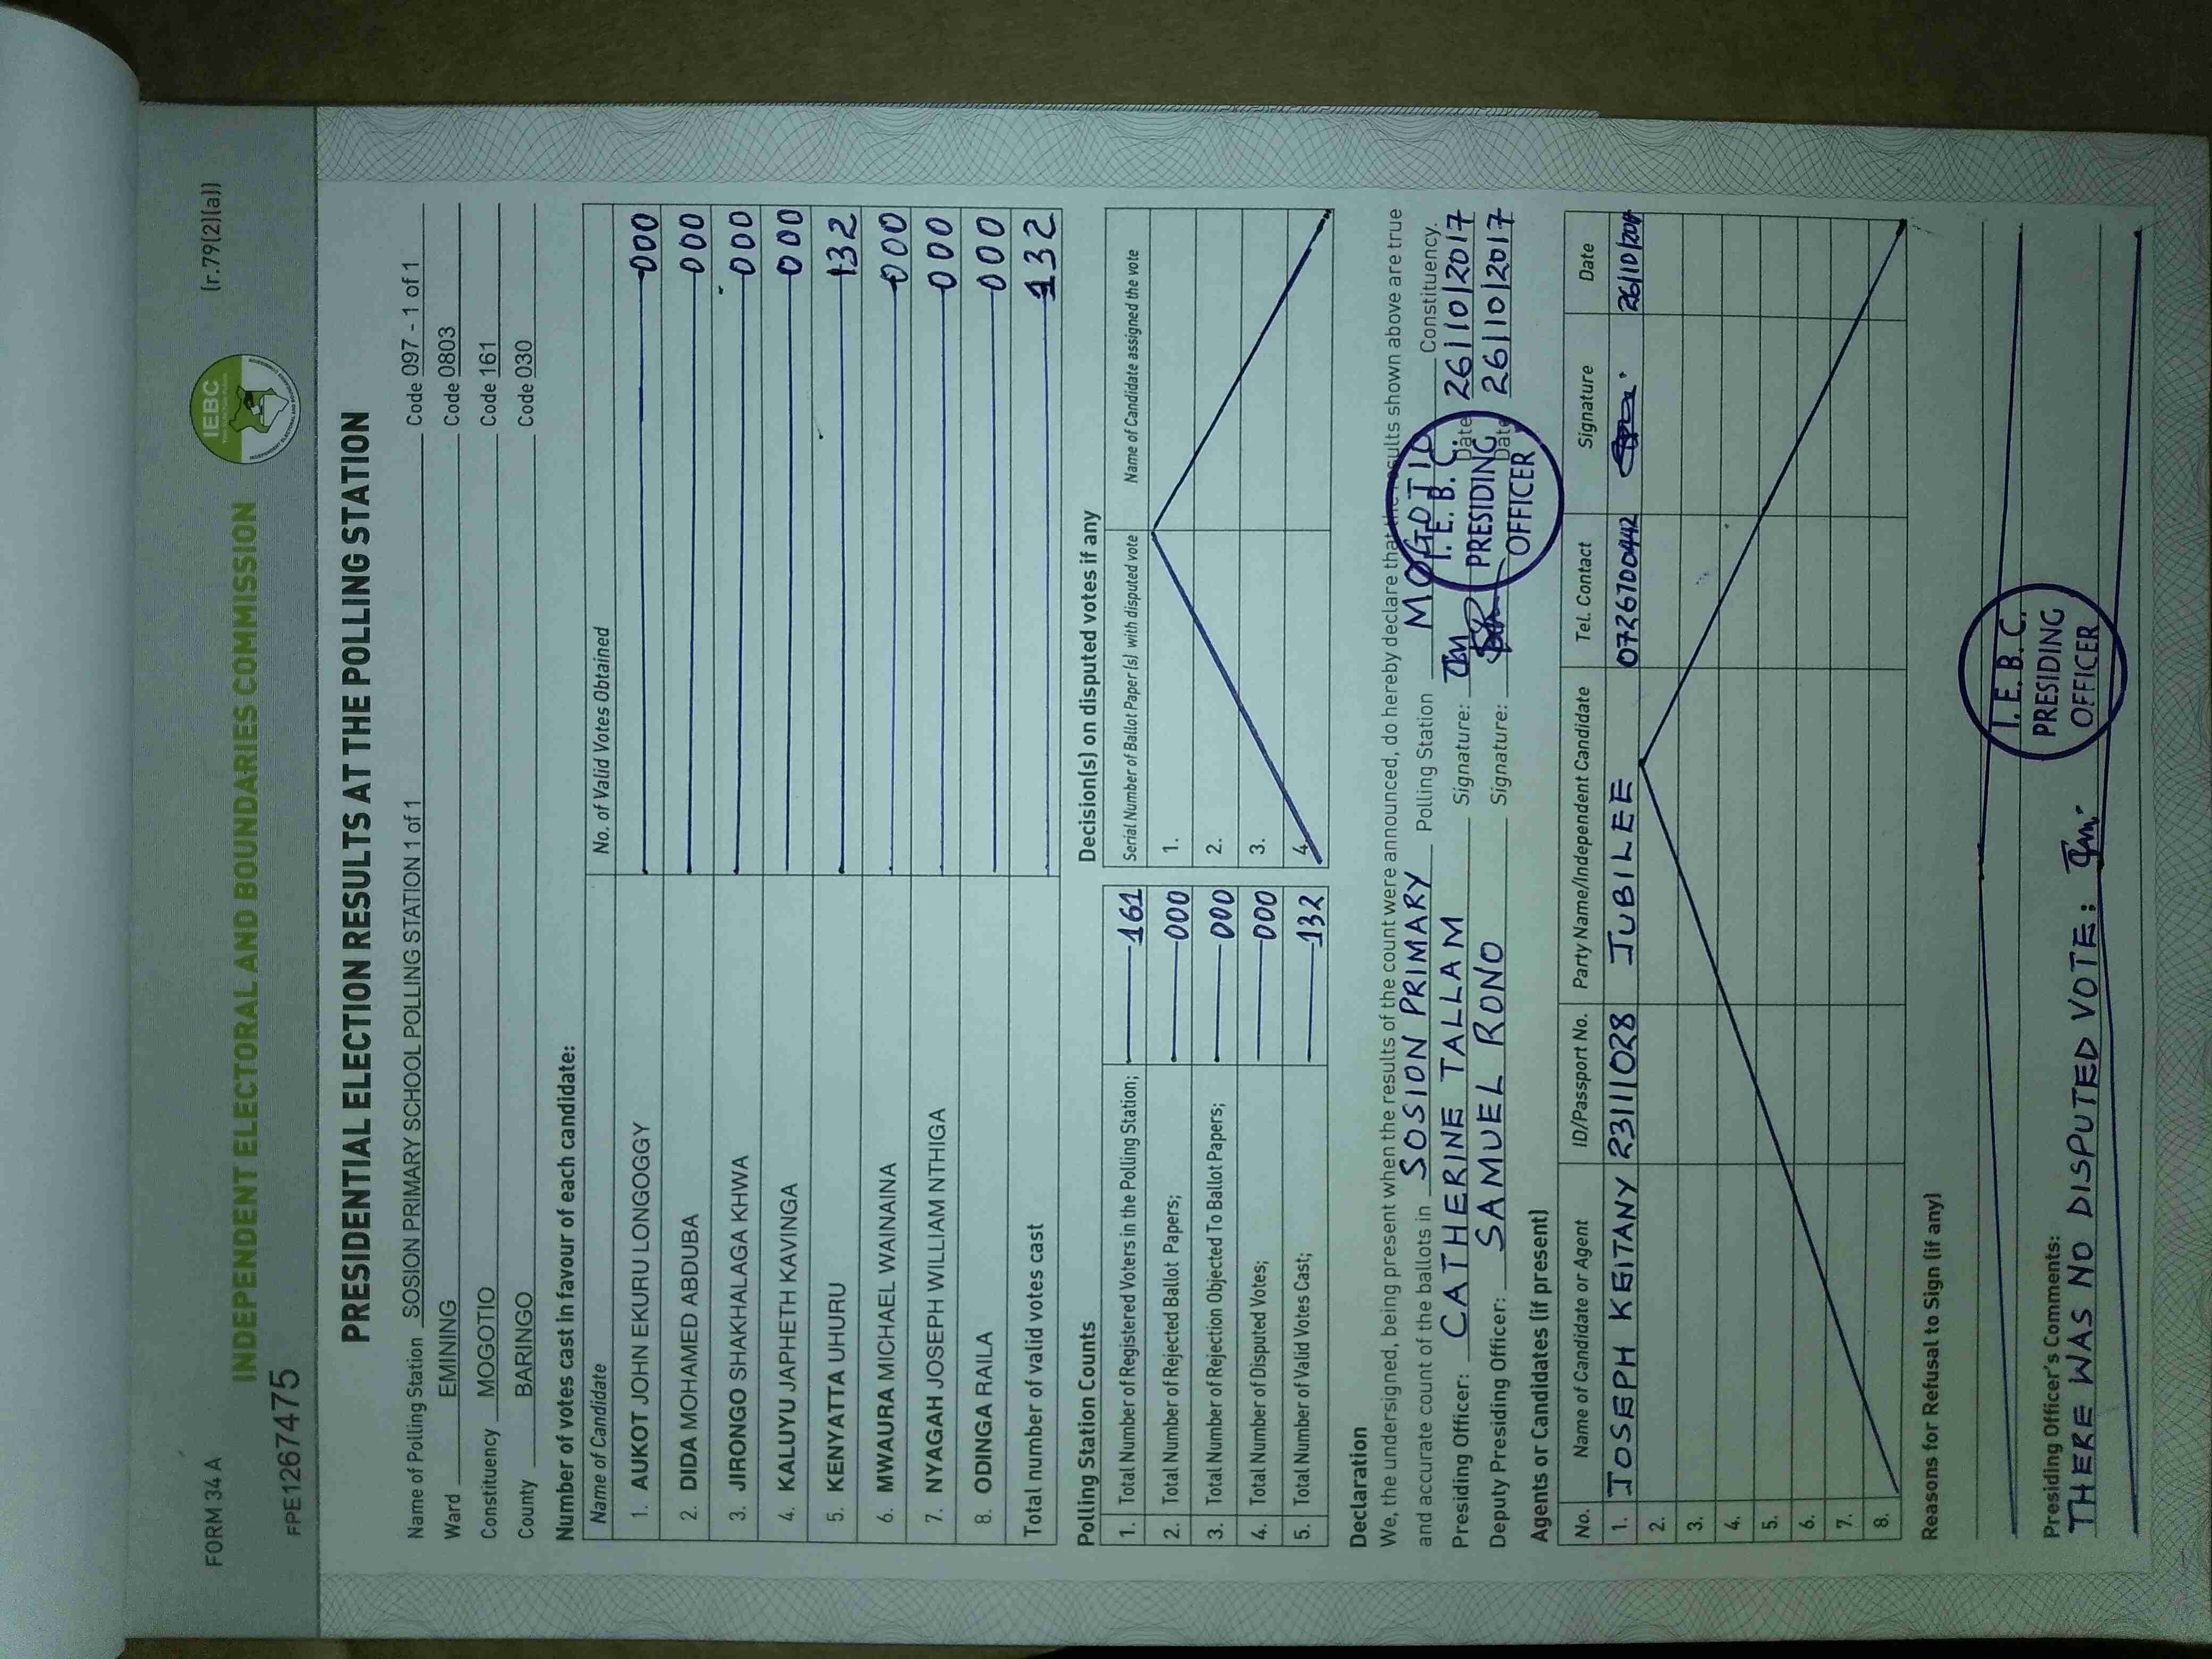 FORM 34 A
(r.79(2)(a))
IEBC
INDEPENDENT ELECTORAL AND BOUNDARIES COMMISSION
FPE1267475
PRESIDENTIAL ELECTION RESULTS AT THE POLLING STATION
Name of Polling Station SOSION PRIMARY SCHOOL POLLING STATION 1 of 1 Code 097 - 1 of 1
Ward EMINING Code 0803
Constituency MOGOTIO Code 161
County BARINGO Code 030
Number of votes cast in favour of each candidate:
Name of Candidate No. of Valid Votes Obtained
1. AUKOT JOHN EKURU LONGOGGY 000
2. DIDA MOHAMED ABDUBA 000
3. JIRONGO SHAKHALAGA KHWA 000
4. KALUYU JAPHETH KAVINGA 000
5. KENYATTA UHURU 132
6. MWAURA MICHAEL WAINAINA 000
7. NYAGAH JOSEPH WILLIAM NTHIGA 000
8. ODINGA RAILA 000
Total number of valid votes cast 132
Polling Station Counts
1. Total Number of Registered Voters in the Polling Station; 161
2. Total Number of Rejected Ballot Papers; 000
3. Total Number of Rejection Objected To Ballot Papers; 000
4. Total Number of Disputed Votes; 000
5. Total Number of Valid Votes Cast; 132
Decision(s) on disputed votes if any
Serial Number of Ballot Paper (s) with disputed vote Name of Candidate assigned the vote
1.
2.
3.
4.
Declaration
We, the undersigned, being present when the results of the count were announced, do hereby declare that the results shown above are true
and accurate count of the ballots in SOSION PRIMARY Polling Station MOGOTIO Constituency.
Presiding Officer: CATHERINE TALLAM Signature: Date 26/10/2017
Deputy Presiding Officer: SAMUEL RONO Signature: Date 26/10/2017
I.E.B.C.
PRESIDING
OFFICER
Agents or Candidates (if present)
No. Name of Candidate or Agent ID/Passport No. Party Name/Independent Candidate Tel. Contact Signature Date
1. JOSEPH KEITANY 23111028 JUBILEE 0726700442 26/10/2017
2.
3.
4.
5.
6.
7.
8.
Reasons for Refusal to Sign (if any)
I.E.B.C.
PRESIDING
OFFICER
Presiding Officer's Comments:
THERE WAS NO DISPUTED VOTE: